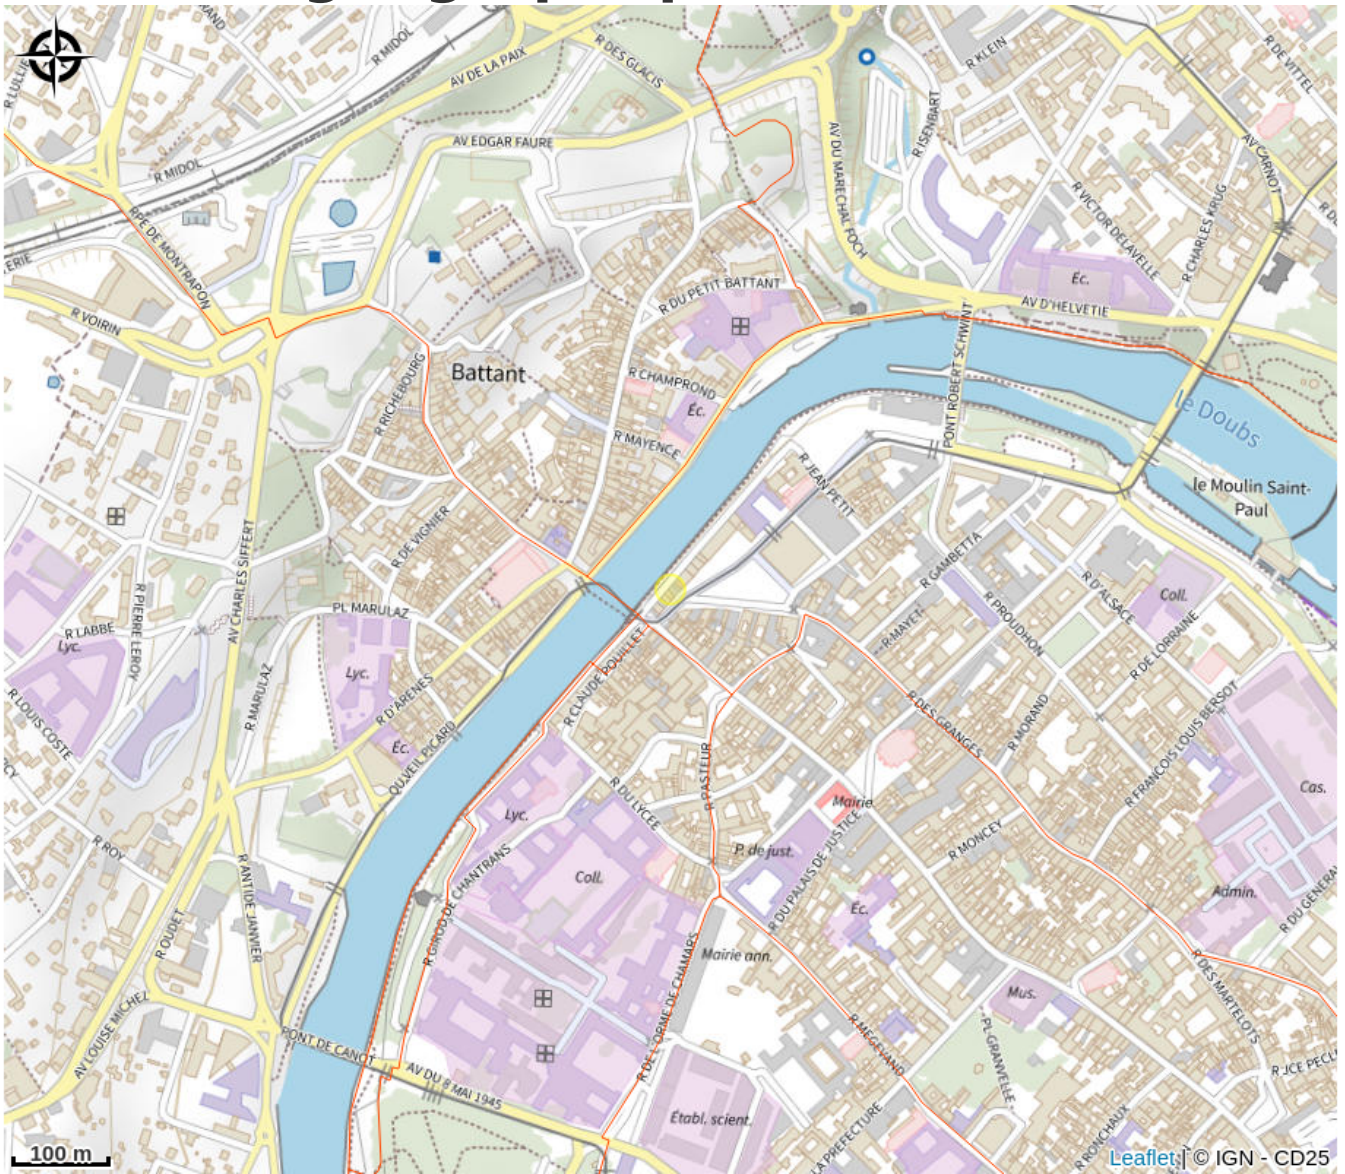 R MIDOL
R DES GLACIS
AV DE LA PAIX
R KLEIN
R DE VITTEL
AV EDGAR FAURE
AV DU MARECHAL FOCH
R ISENBART
AV CARNOT
R MIDOL
RPE DE MONTRAPON
R VICTOR DELAVELLE
R CHARLES KRUG
Éc.
R DU PETIT BATTANT
AV D'HELVETIE
R VOIRIN
PONT ROBERT SCHWINT
Battant
R RICHEBOURG
R CHAMPROND
Éc.
le Doubs
R MAYENCE
R JEAN PETIT
le Moulin Saint-
Paul
R DE VIGNIER
AV CHARLES SIFFERT
R GAMBETTA
R D'ALSACE
Coll.
R PROUDHON
PL MARULAZ
R PIERRE LEROY
R LABBE
Lyc.
R MAYET
R DE LORRAINE
Lyc.
R CLAUDE POUILLET
R D'ARENES
R MARULAZ
R LOUIS COSTE
R DES GRANGES
R MORAND
R FRANCOIS LOUIS BERSOT
Éc.
QU VEIL PICARD
R PASTEUR
R DU LYCEE
Mairie
Cas.
Lyc.
R MONCEY
P. de just.
R ROY
R DU PALAIS DE JUSTICE
R GIROD DE CHANTRANS
Coll.
R ANTIDE JANVIER
Admin.
Éc.
R DU GENERAL
R OUDET
Mairie ann.
R DE L'ORME DE CHAMARS
R DES MARTELOTS
Mus.
AV LOUISE MICHEL
PONT DE CANOT
R MEGEVAND
PL GRANVELLE
AV DU 8 MAI 1945
Établ. scient.
LA PREFECTURE
R RONCHAUX
100 m
Leaflet | © IGN - CD25